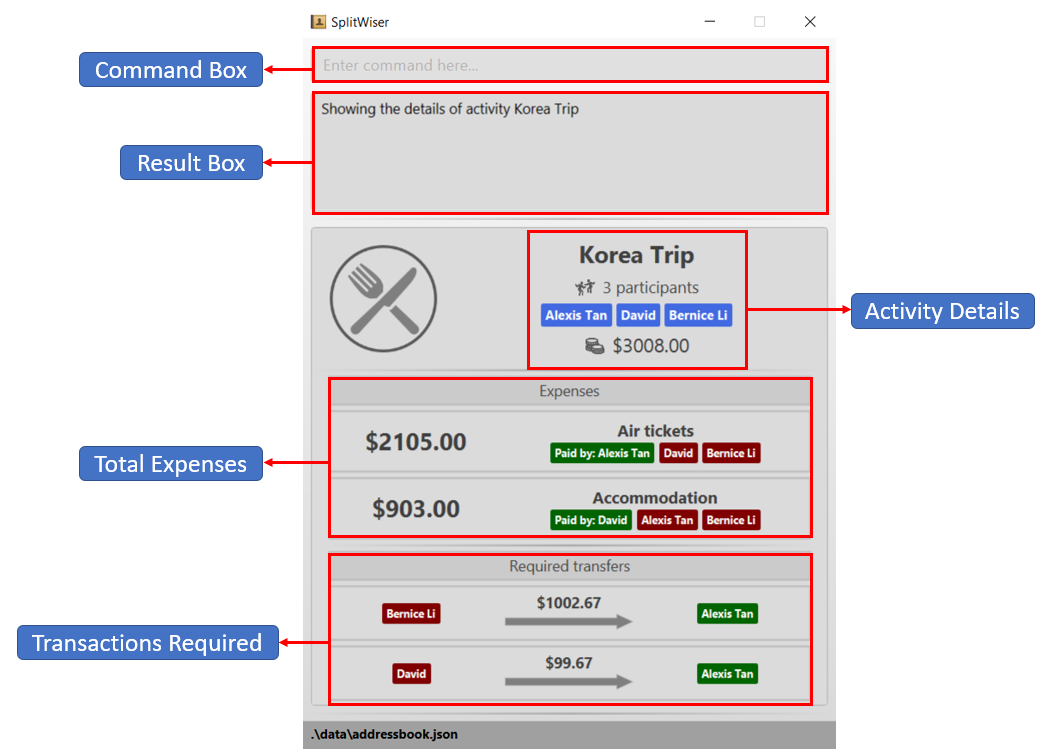 SplitWiser
Command Box
Enter command here...
Showing the details of activity Korea Trip
Result Box
Korea Trip
3 participants
Alexis Tan David Bernice Li
$3008.00
Activity Details
Expenses
$2105.00
Air tickets
Paid by: Alexis Tan David Bernice Li
Total Expenses
$903.00
Accommodation
Paid by: David Alexis Tan Bernice Li
Required transfers
Bernice Li $1002.67 Alexis Tan
Transactions Required
David $99.67 Alexis Tan
.\data\addressbook.json